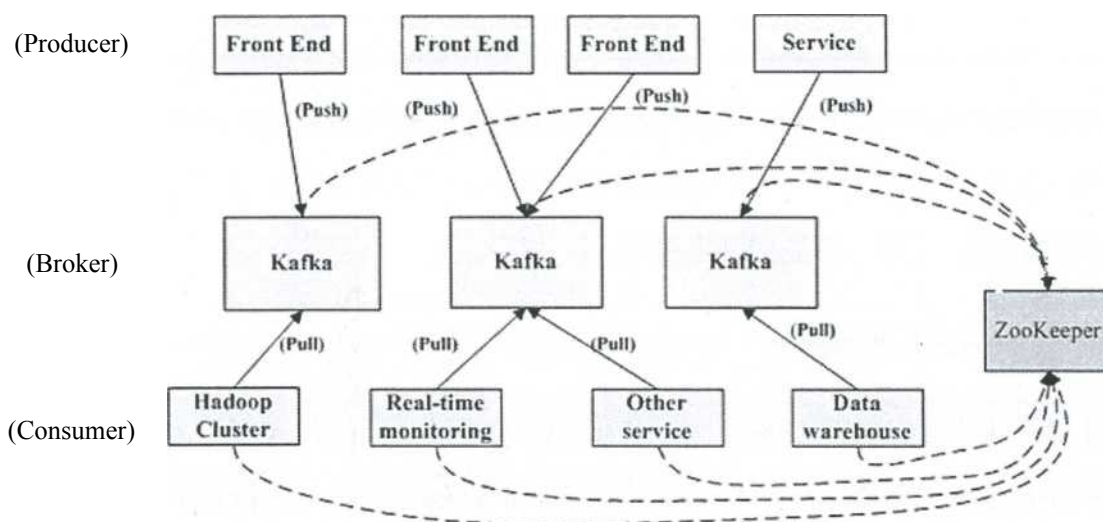 (Producer)
Front End
Front End
Front End
Service
(Push)
(Push)
(Push)
(Push)
(Broker)
Kafka
Kafka
Kafka
ZooKeeper
(Pull)
(Pull)
(Pull)
(Pull)
(Consumer)
Hadoop
Cluster
Real-time
monitoring
Other
service
Data
warehouse